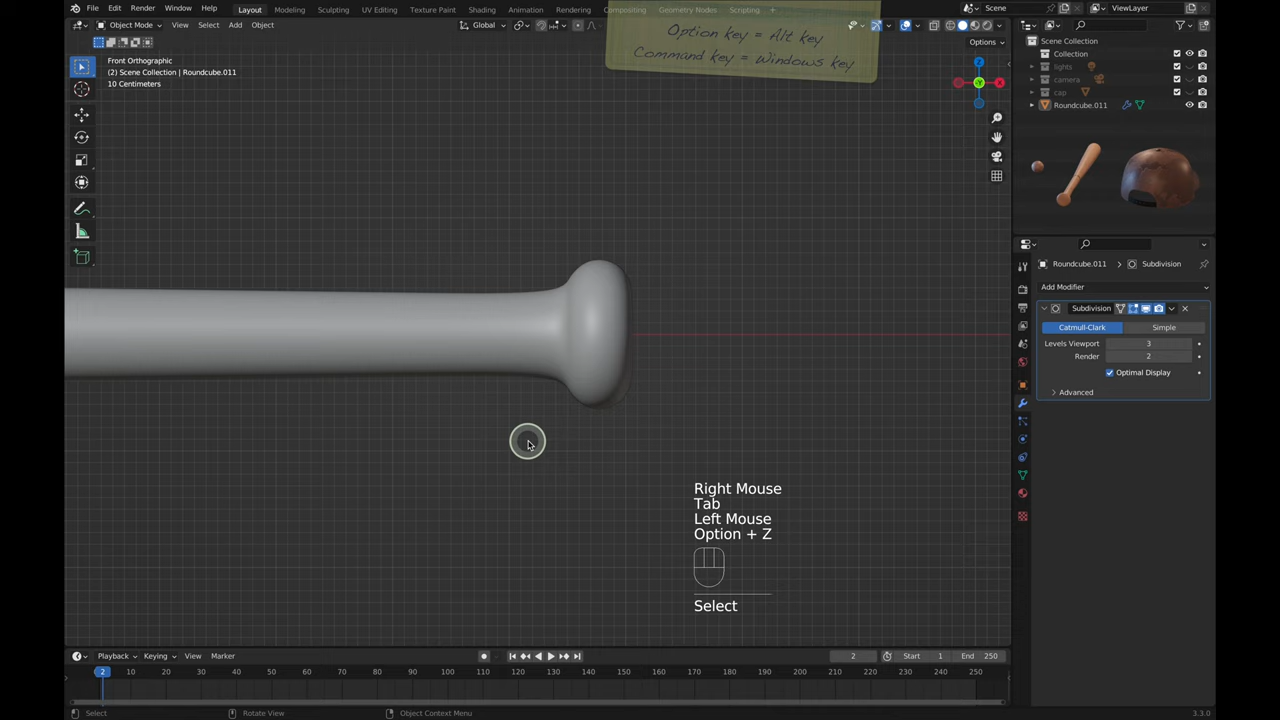 File Edit Render Window Help Layout Modeling Sculpting UV Editing Texture Paint Shading Animation Rendering Compositing Geometry Nodes Scripting + Scene ViewLayer
Object Mode View Select Add Object Global Options
Option key = Alt key
Command key = Windows key
Front Orthographic
(2) Scene Collection | Roundcube.011
10 Centimeters
Z
X
Y
Scene Collection
Collection
lights
camera
cap
Roundcube.011
Roundcube.011 > Subdivision
Add Modifier
Subdivision
Catmull-Clark Simple
Levels Viewport 3
Render 2
Optimal Display
Advanced
Right Mouse
Tab
Left Mouse
Option + Z
Select
Playback Keying View Marker 2 Start 1 End 250
2 10 20 30 40 50 60 70 80 90 100 110 120 130 140 150 160 170 180 190 200 210 220 230 240 250
Select Rotate View Object Context Menu 3.3.0